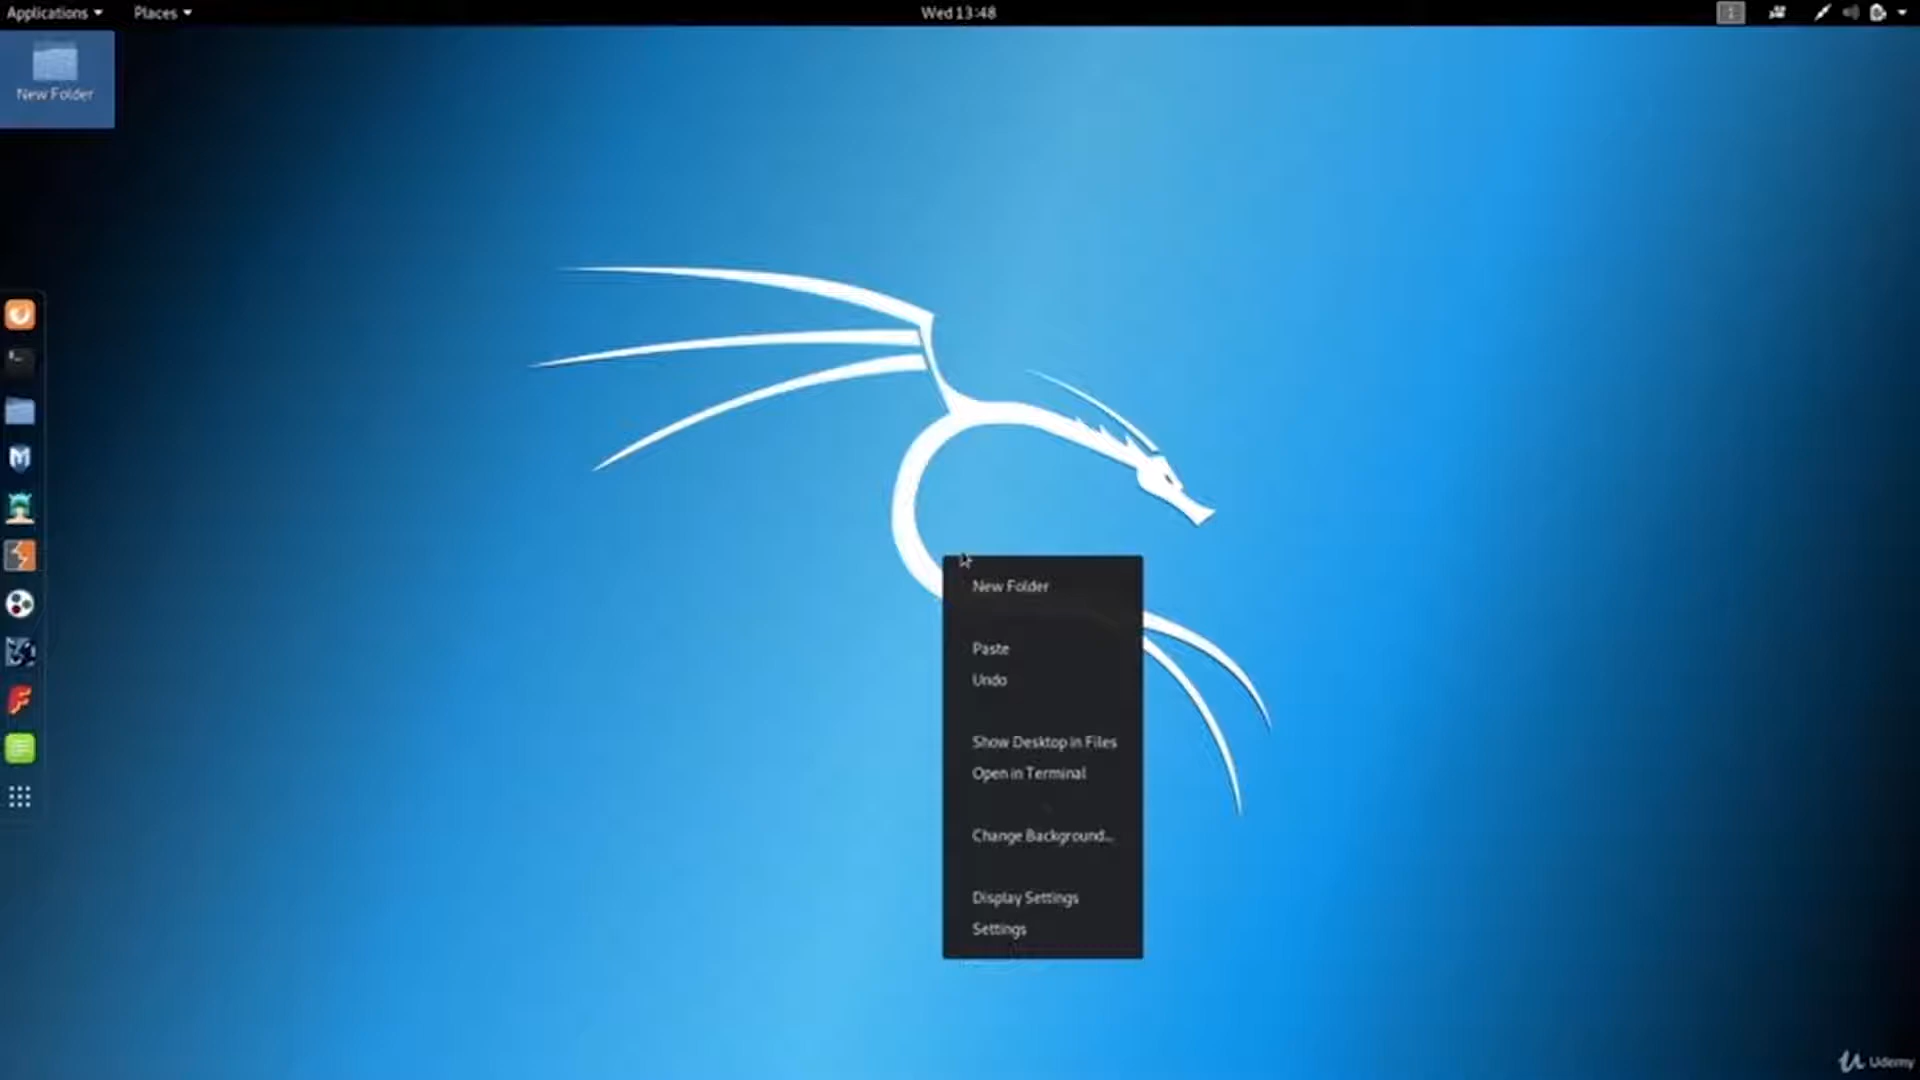 Applications
Places
Wed 13:48
1
New Folder
New Folder
Paste
Undo
Show Desktop in Files
Open in Terminal
Change Background...
Display Settings
Settings
Udemy